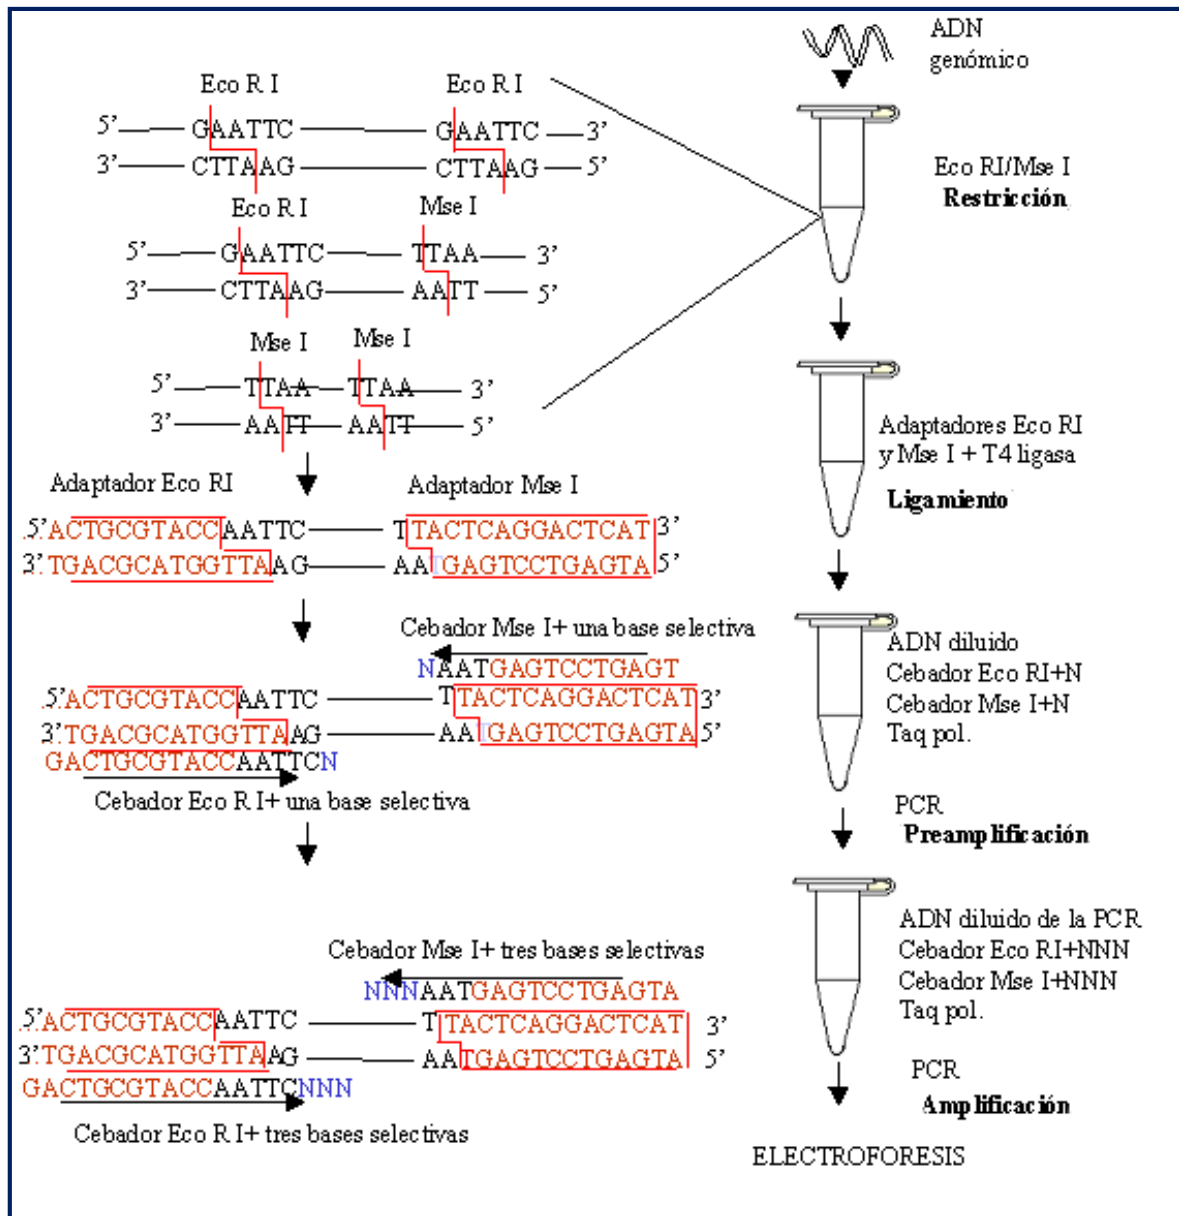 ADN
genómico
Eco R I Eco R I
5’ GAATTC GAATTC 3’
3’ CTTAAG CTTAAG 5’
Eco RI/Mse I
Restricción
Eco R I Mse I
5’ GAATTC TTAA 3’
3’ CTTAAG AATT 5’
Mse I Mse I
5’ TTAA TTAA 3’
3’ AATT AATT 5’
Adaptadores Eco RI
y Mse I + T4 ligasa
Ligamiento
Adaptador Eco RI Adaptador Mse I
5’ACTGCGTACCAATTC TTACTCAGGACTCAT 3’
3’TGACGCATGGTTAAG AATGAGTCCTGAGTA 5’
Cebador Mse I+ una base selectiva
NAATGAGTCCTGAGT
5’ACTGCGTACCAATTC TTACTCAGGACTCAT 3’
3’TGACGCATGGTTAAG AATGAGTCCTGAGTA 5’
GACTGCGTACCAATTCN
Cebador Eco R I+ una base selectiva
ADN diluido
Cebador Eco RI+N
Cebador Mse I+N
Taq pol.
PCR
Preamplificación
Cebador Mse I+ tres bases selectivas
NNNAATGAGTCCTGAGTA
5’ACTGCGTACCAATTC TTACTCAGGACTCAT 3’
3’TGACGCATGGTTAAG AATGAGTCCTGAGTA 5’
GACTGCGTACCAATTCNNN
Cebador Eco R I+ tres bases selectivas
ADN diluido de la PCR
Cebador Eco RI+NNN
Cebador Mse I+NNN
Taq pol.
PCR
Amplificación
ELECTROFORESIS